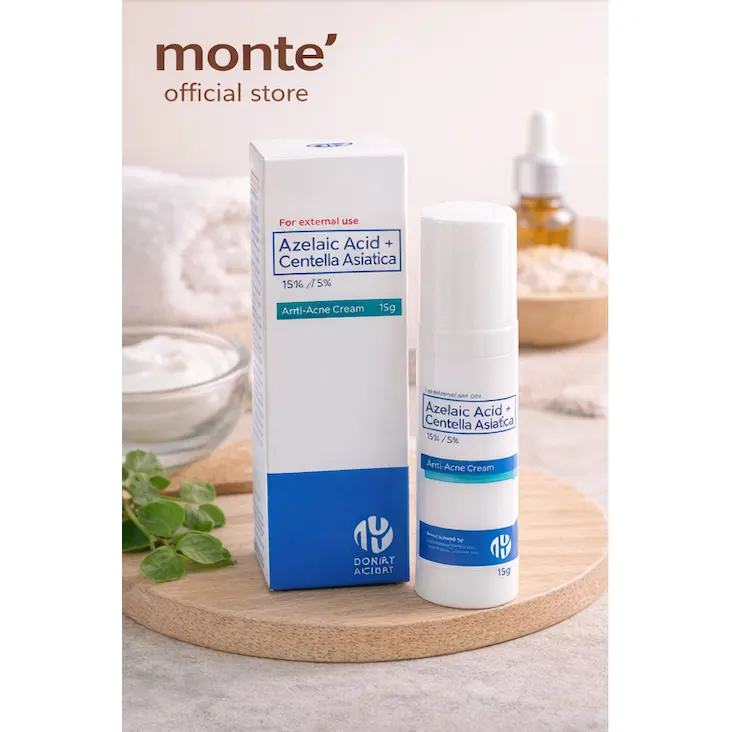 monte'
official store
For external use
Azelaic Acid +
Centella Asiatica
15% / 5%
Anti-Acne Cream 15g
Azelaic Acid +
Centella Asiatica
15% / 5%
Anti-Acne Cream
15g